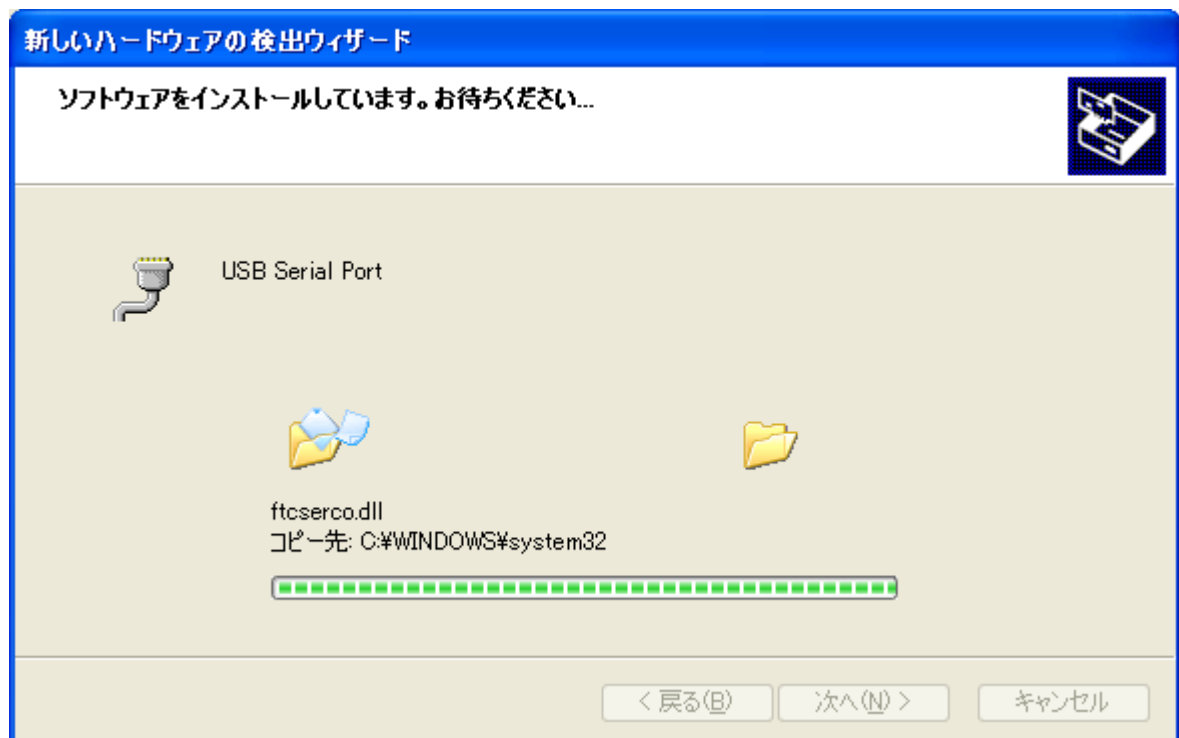 新しいハードウェアの検出ウィザード
ソフトウェアをインストールしています。お待ちください...
USB Serial Port
ftcserco.dll
コピー先: C:¥WINDOWS¥system32
< 戻る(B)
次へ(N) >
キャンセル